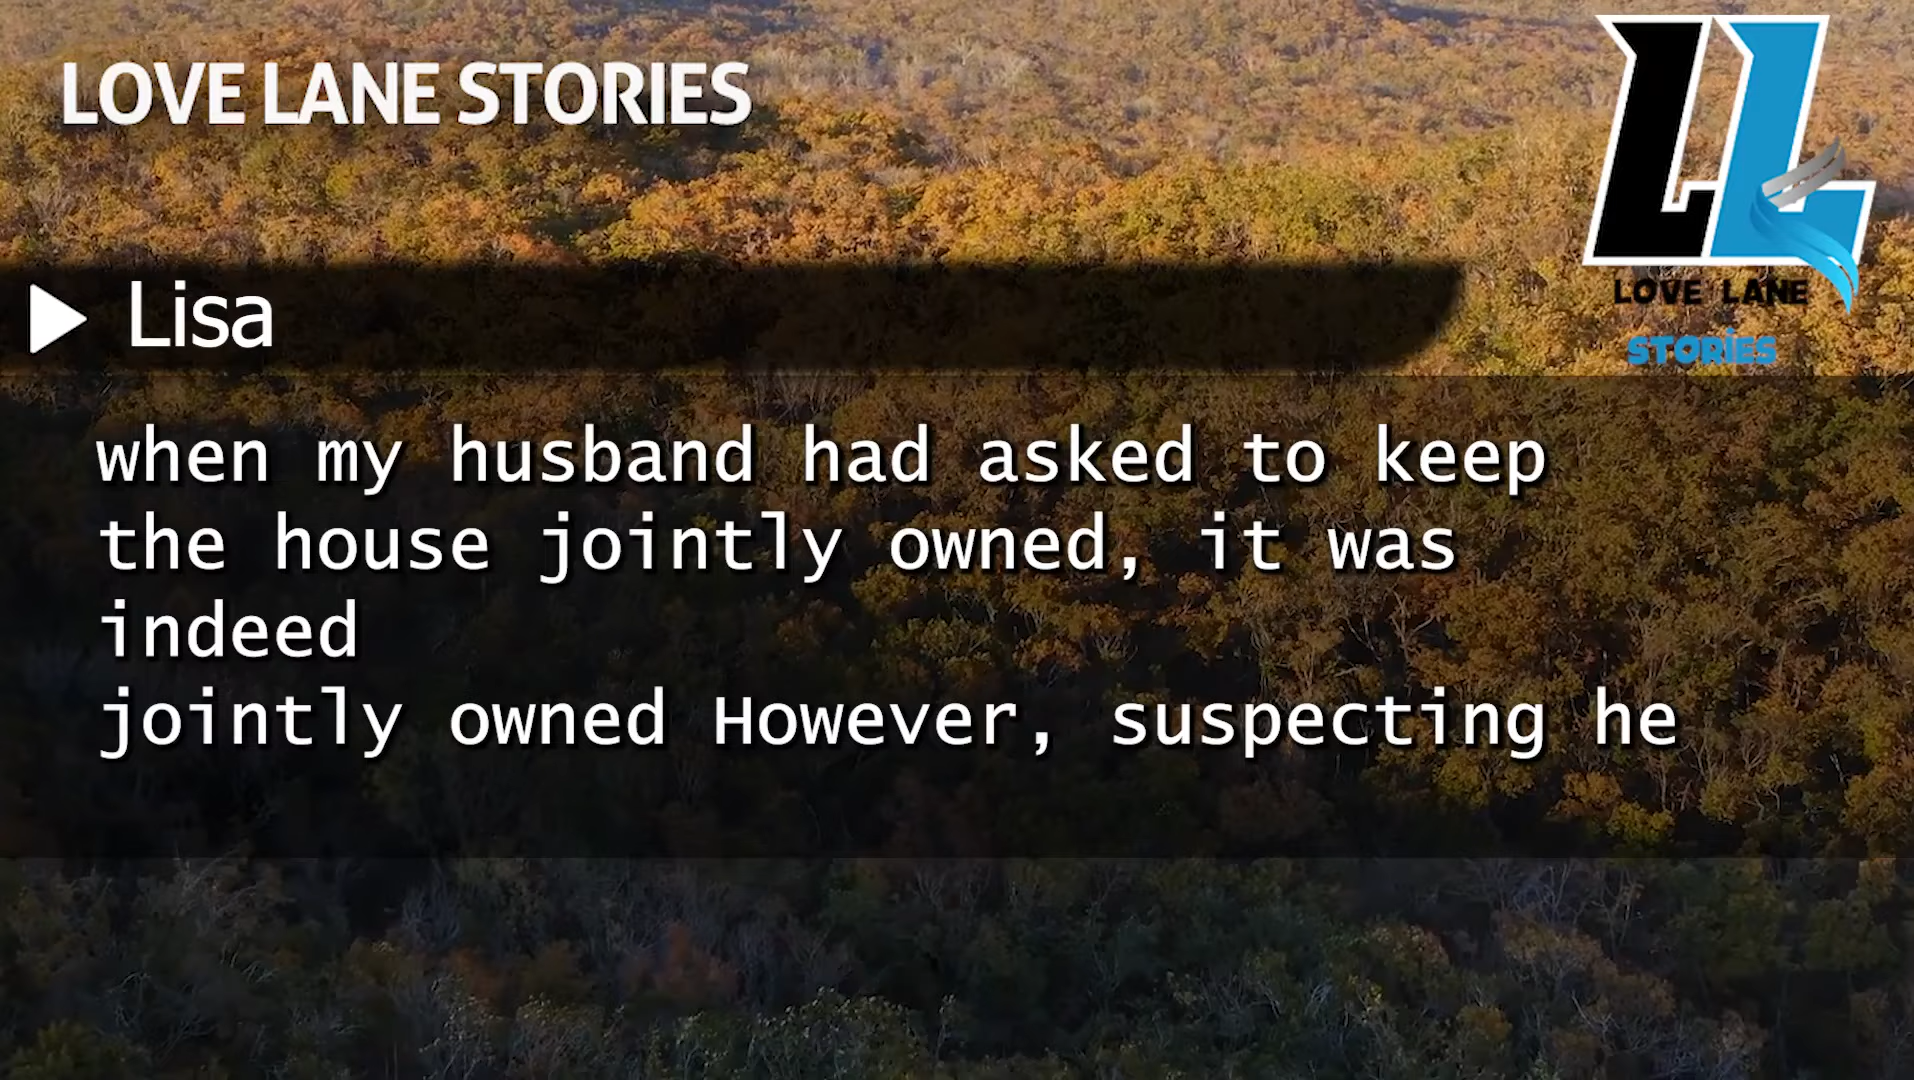 LOVE LANE STORIES
LL
LOVE LANE
STORIES
Lisa
when my husband had asked to keep
the house jointly owned, it was
indeed
jointly owned However, suspecting he